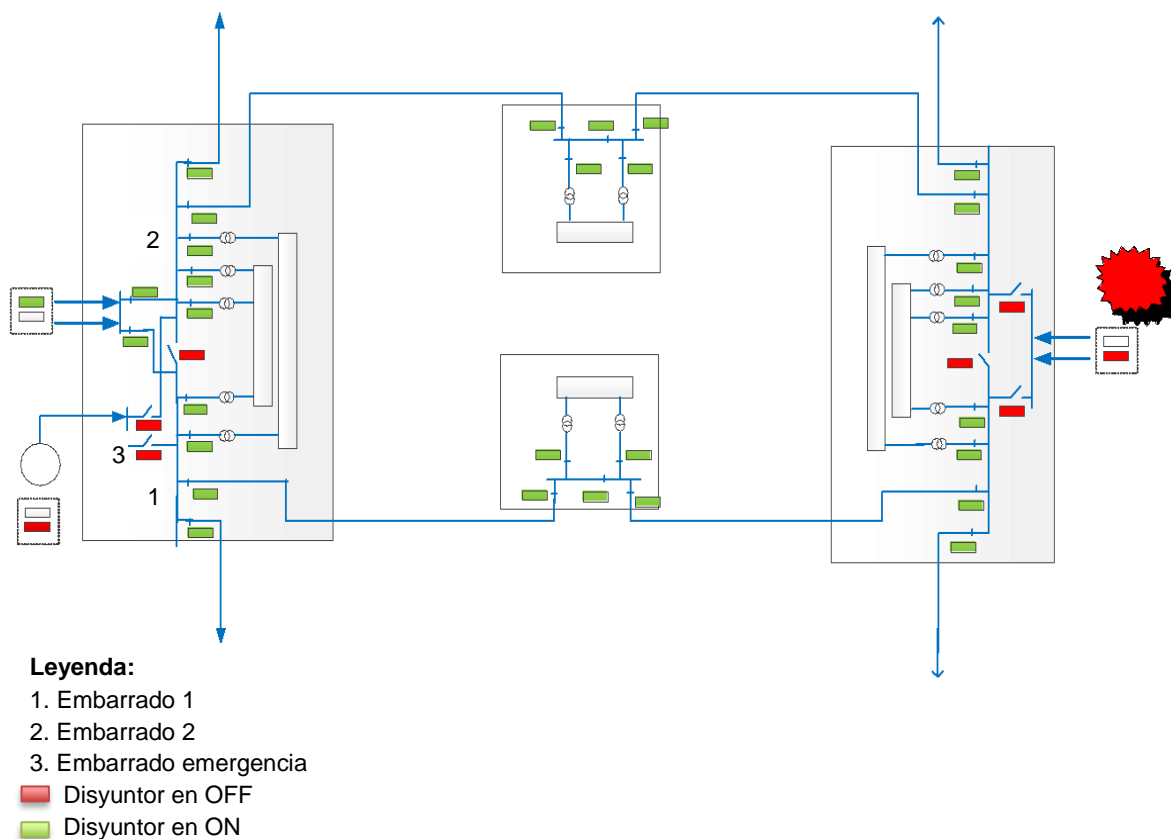 2
3
1
Leyenda:
1. Embarrado 1
2. Embarrado 2
3. Embarrado emergencia
Disyuntor en OFF
Disyuntor en ON